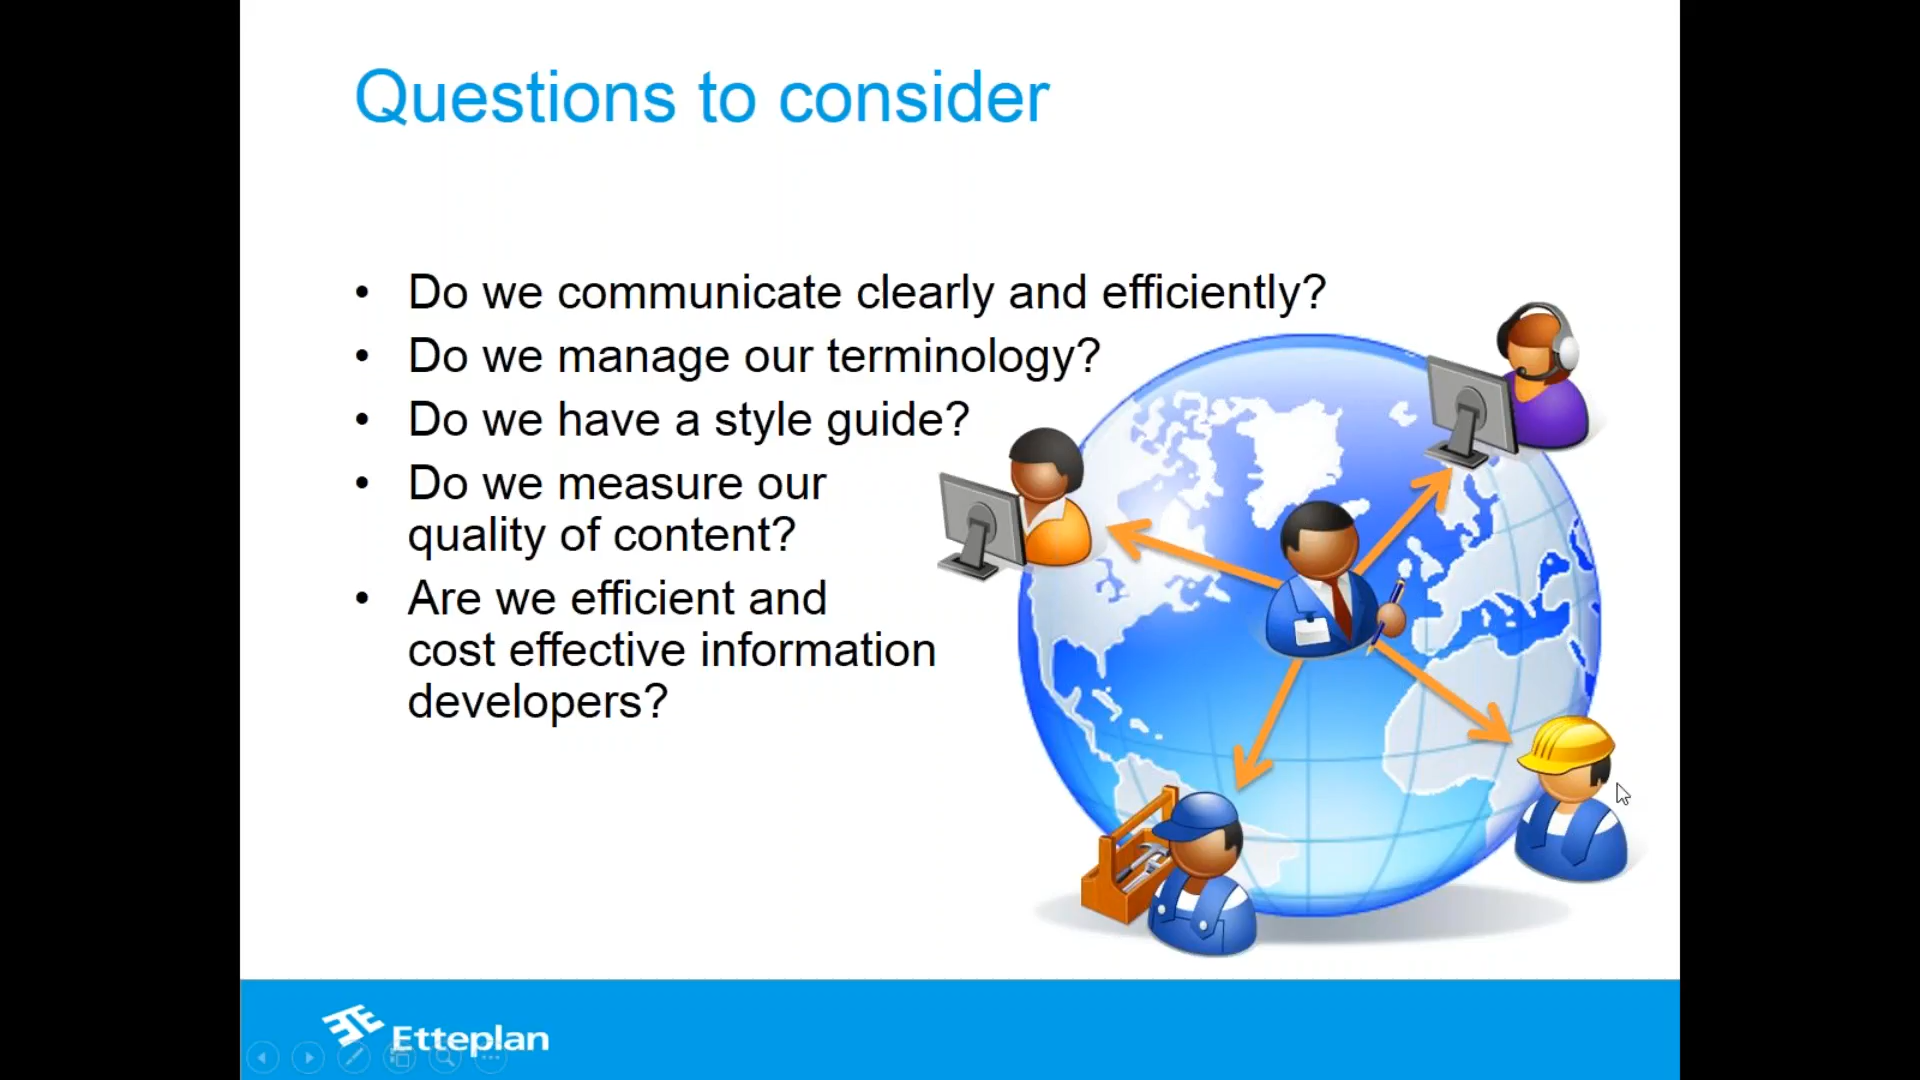 Questions to consider
• Do we communicate clearly and efficiently?
• Do we manage our terminology?
• Do we have a style guide?
• Do we measure our
quality of content?
• Are we efficient and
cost effective information
developers?
Etteplan